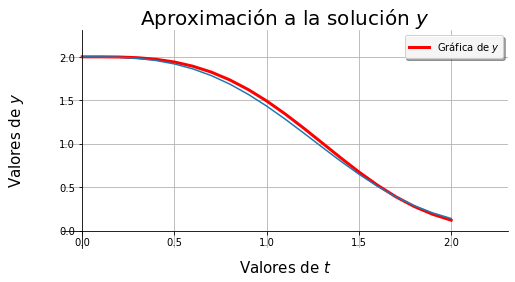 Aproximación a la solución y
Gráfica de y
Valores de y
2.0
1.5
1.0
0.5
0.0
0.0 0.5 1.0 1.5 2.0
Valores de t